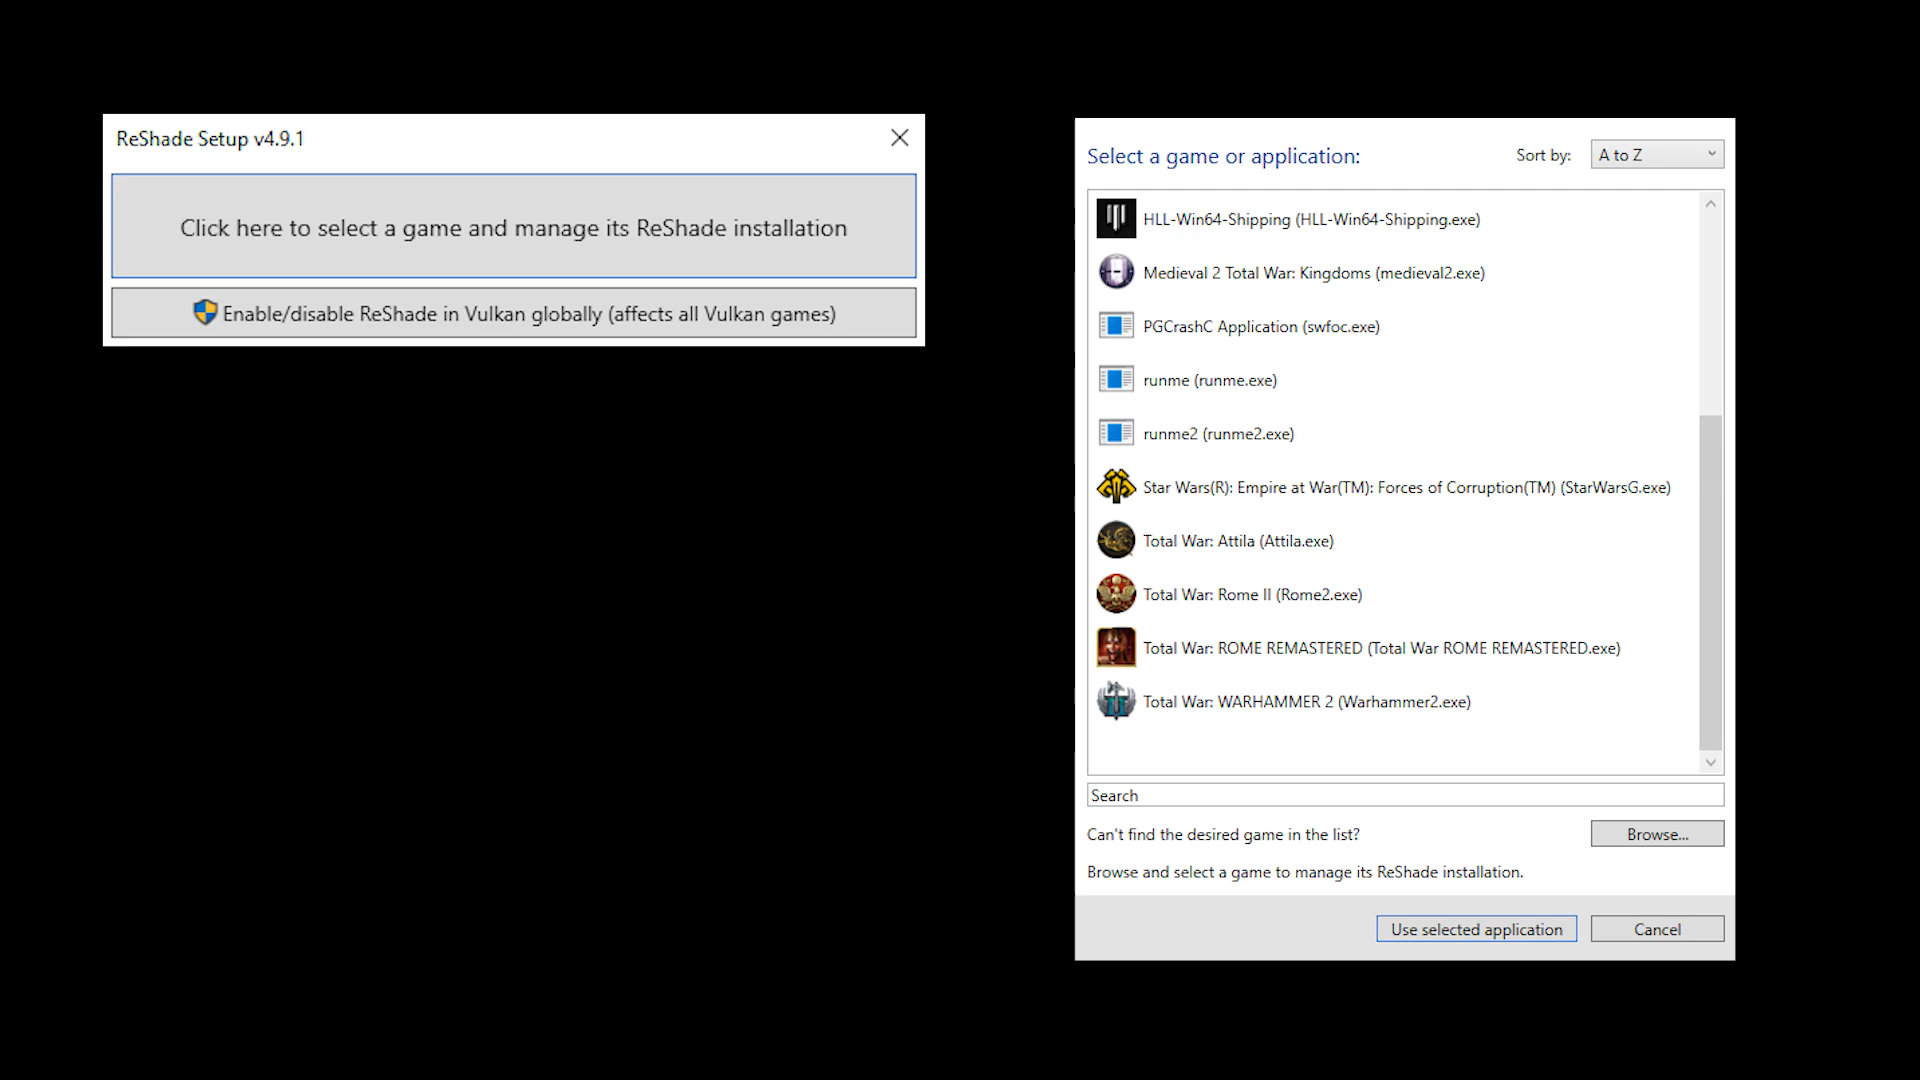 ReShade Setup v4.9.1
Click here to select a game and manage its ReShade installation
Enable/disable ReShade in Vulkan globally (affects all Vulkan games)
Select a game or application:
Sort by:
A to Z
HLL-Win64-Shipping (HLL-Win64-Shipping.exe)
Medieval 2 Total War: Kingdoms (medieval2.exe)
PGCrashC Application (swfoc.exe)
runme (runme.exe)
runme2 (runme2.exe)
Star Wars(R): Empire at War(TM): Forces of Corruption(TM) (StarWarsG.exe)
Total War: Attila (Attila.exe)
Total War: Rome II (Rome2.exe)
Total War: ROME REMASTERED (Total War ROME REMASTERED.exe)
Total War: WARHAMMER 2 (Warhammer2.exe)
Search
Can't find the desired game in the list?
Browse...
Browse and select a game to manage its ReShade installation.
Use selected application
Cancel